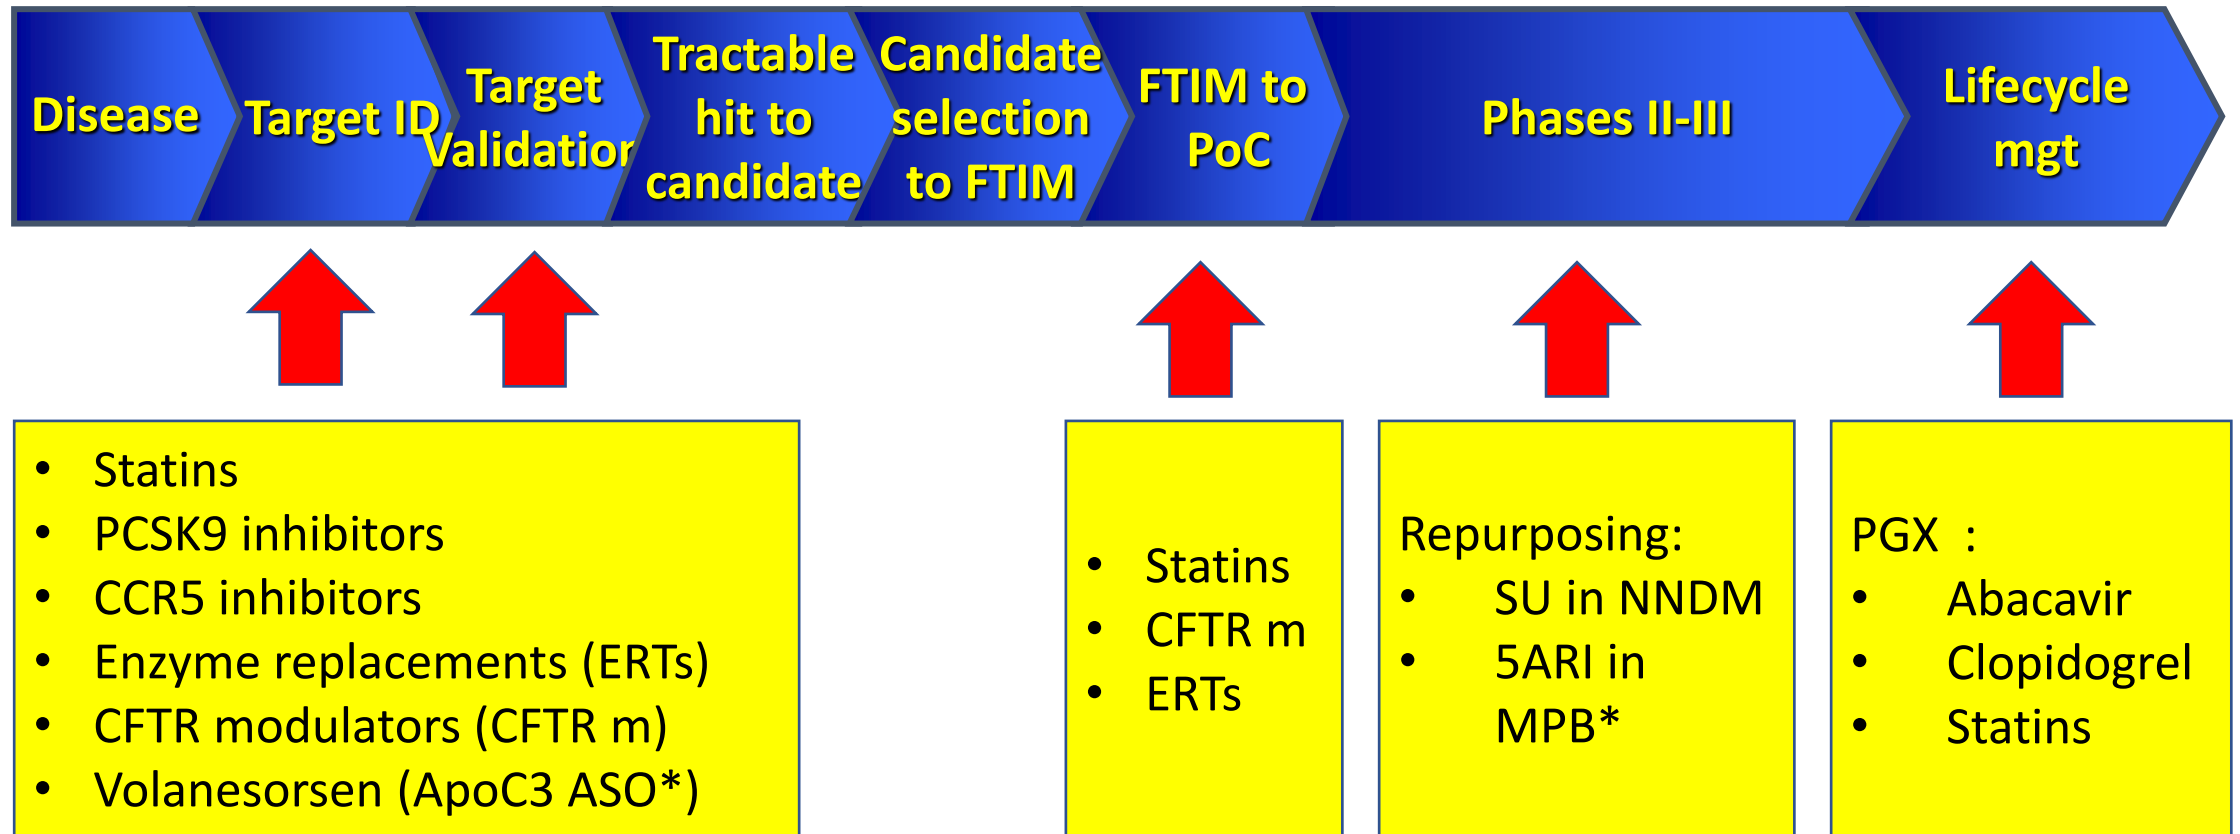 Disease
Target ID
Target
Validation
Tractable
hit to
candidate
Candidate
selection
to FTIM
FTIM to
PoC
Phases II-III
Lifecycle
mgt
• Statins
• PCSK9 inhibitors
• CCR5 inhibitors
• Enzyme replacements (ERTs)
• CFTR modulators (CFTR m)
• Volanesorsen (ApoC3 ASO*)
• Statins
• CFTR m
• ERTs
Repurposing:
• SU in NNDM
• 5ARI in
MPB*
PGX :
• Abacavir
• Clopidogrel
• Statins